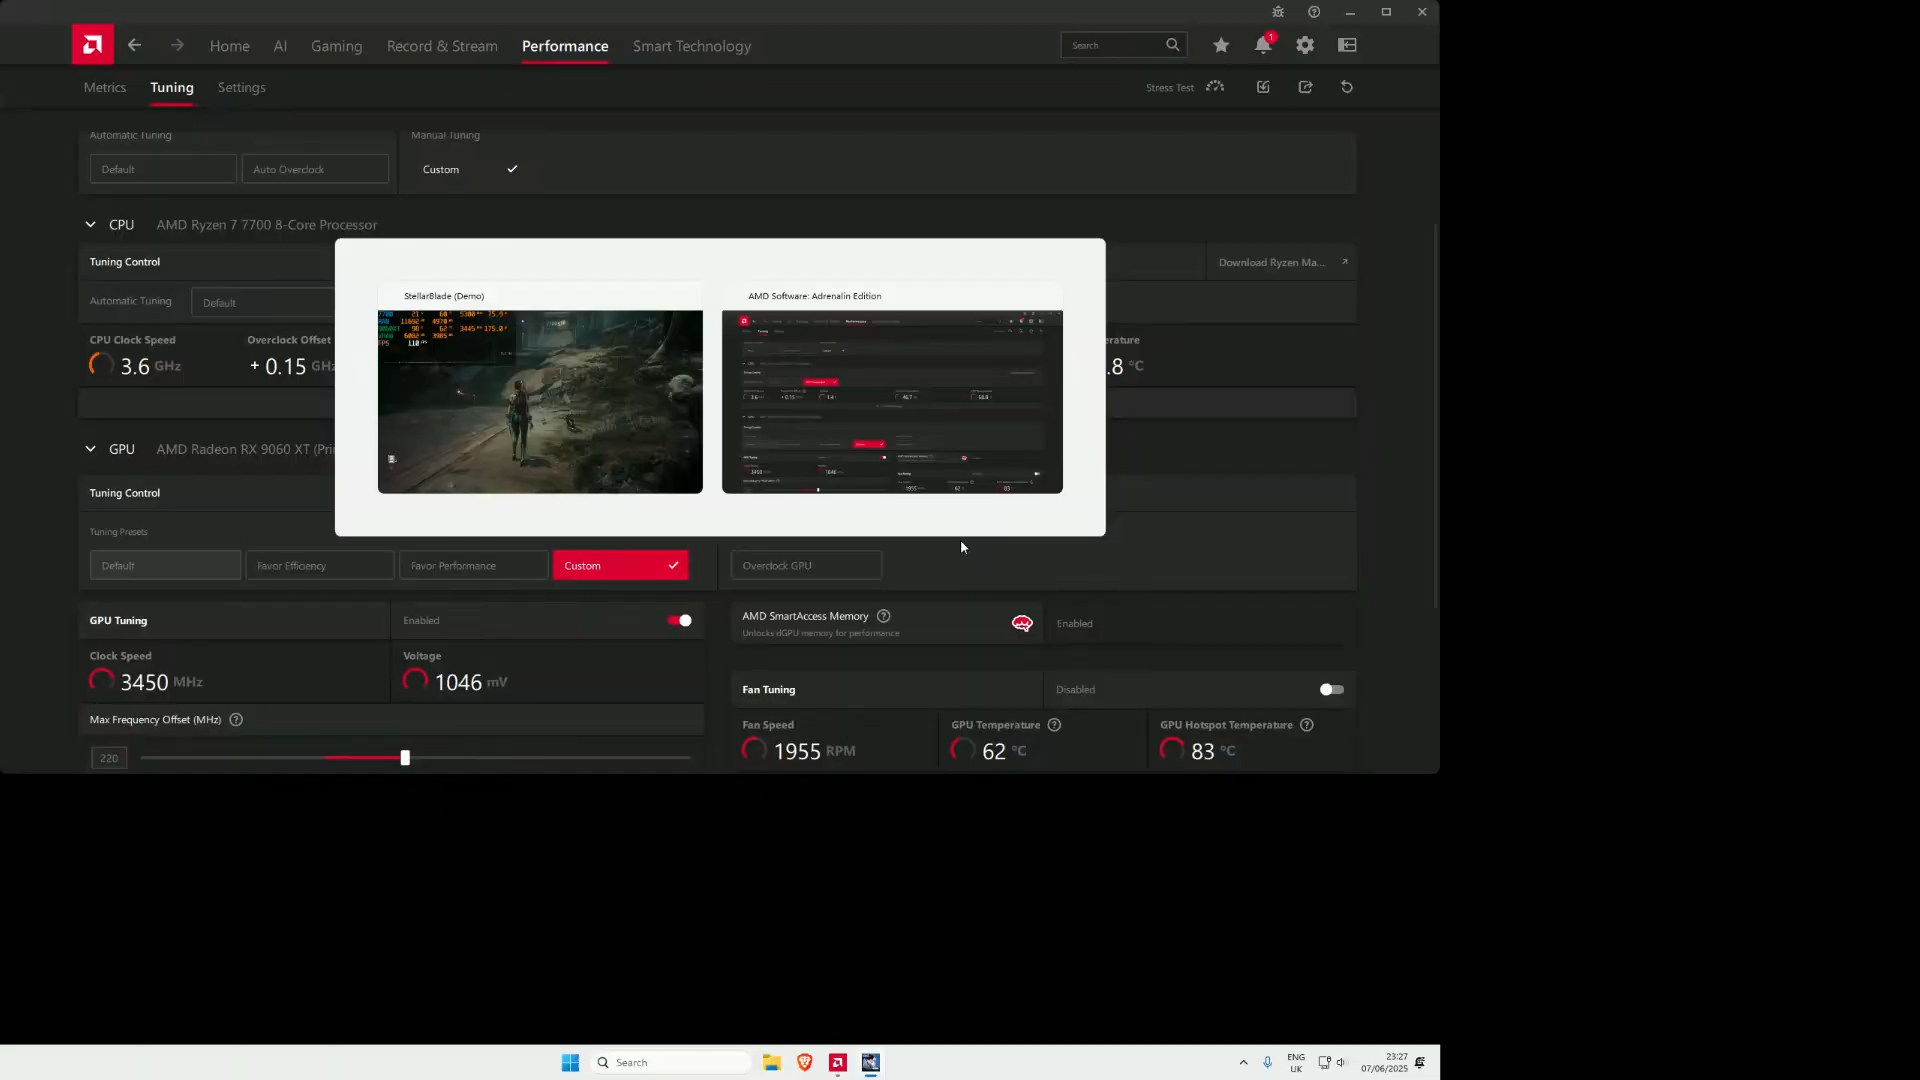 Home AI Gaming Record & Stream Performance Smart Technology
Search
1
Metrics Tuning Settings
Stress Test
Automatic Tuning
Manual Tuning
Default
Auto Overclock
Custom
CPU AMD Ryzen 7 7700 8-Core Processor
Tuning Control
Download Ryzen Ma...
Automatic Tuning
Default
CPU Clock Speed
3.6 GHz
Overclock Offset
+ 0.15 GHz
erature
.8 °C
StellarBlade (Demo)
AMD Software: Adrenalin Edition
GPU AMD Radeon RX 9060 XT (Pri
Tuning Control
Tuning Presets
Default
Favor Efficiency
Favor Performance
Custom
Overclock GPU
GPU Tuning
Enabled
AMD SmartAccess Memory
Unlocks dGPU memory for performance
Enabled
Clock Speed
3450 MHz
Voltage
1046 mV
Fan Tuning
Disabled
Max Frequency Offset (MHz)
220
Fan Speed
1955 RPM
GPU Temperature
62 °C
GPU Hotspot Temperature
83 °C
Search
ENG
UK
23:27
07/06/2025